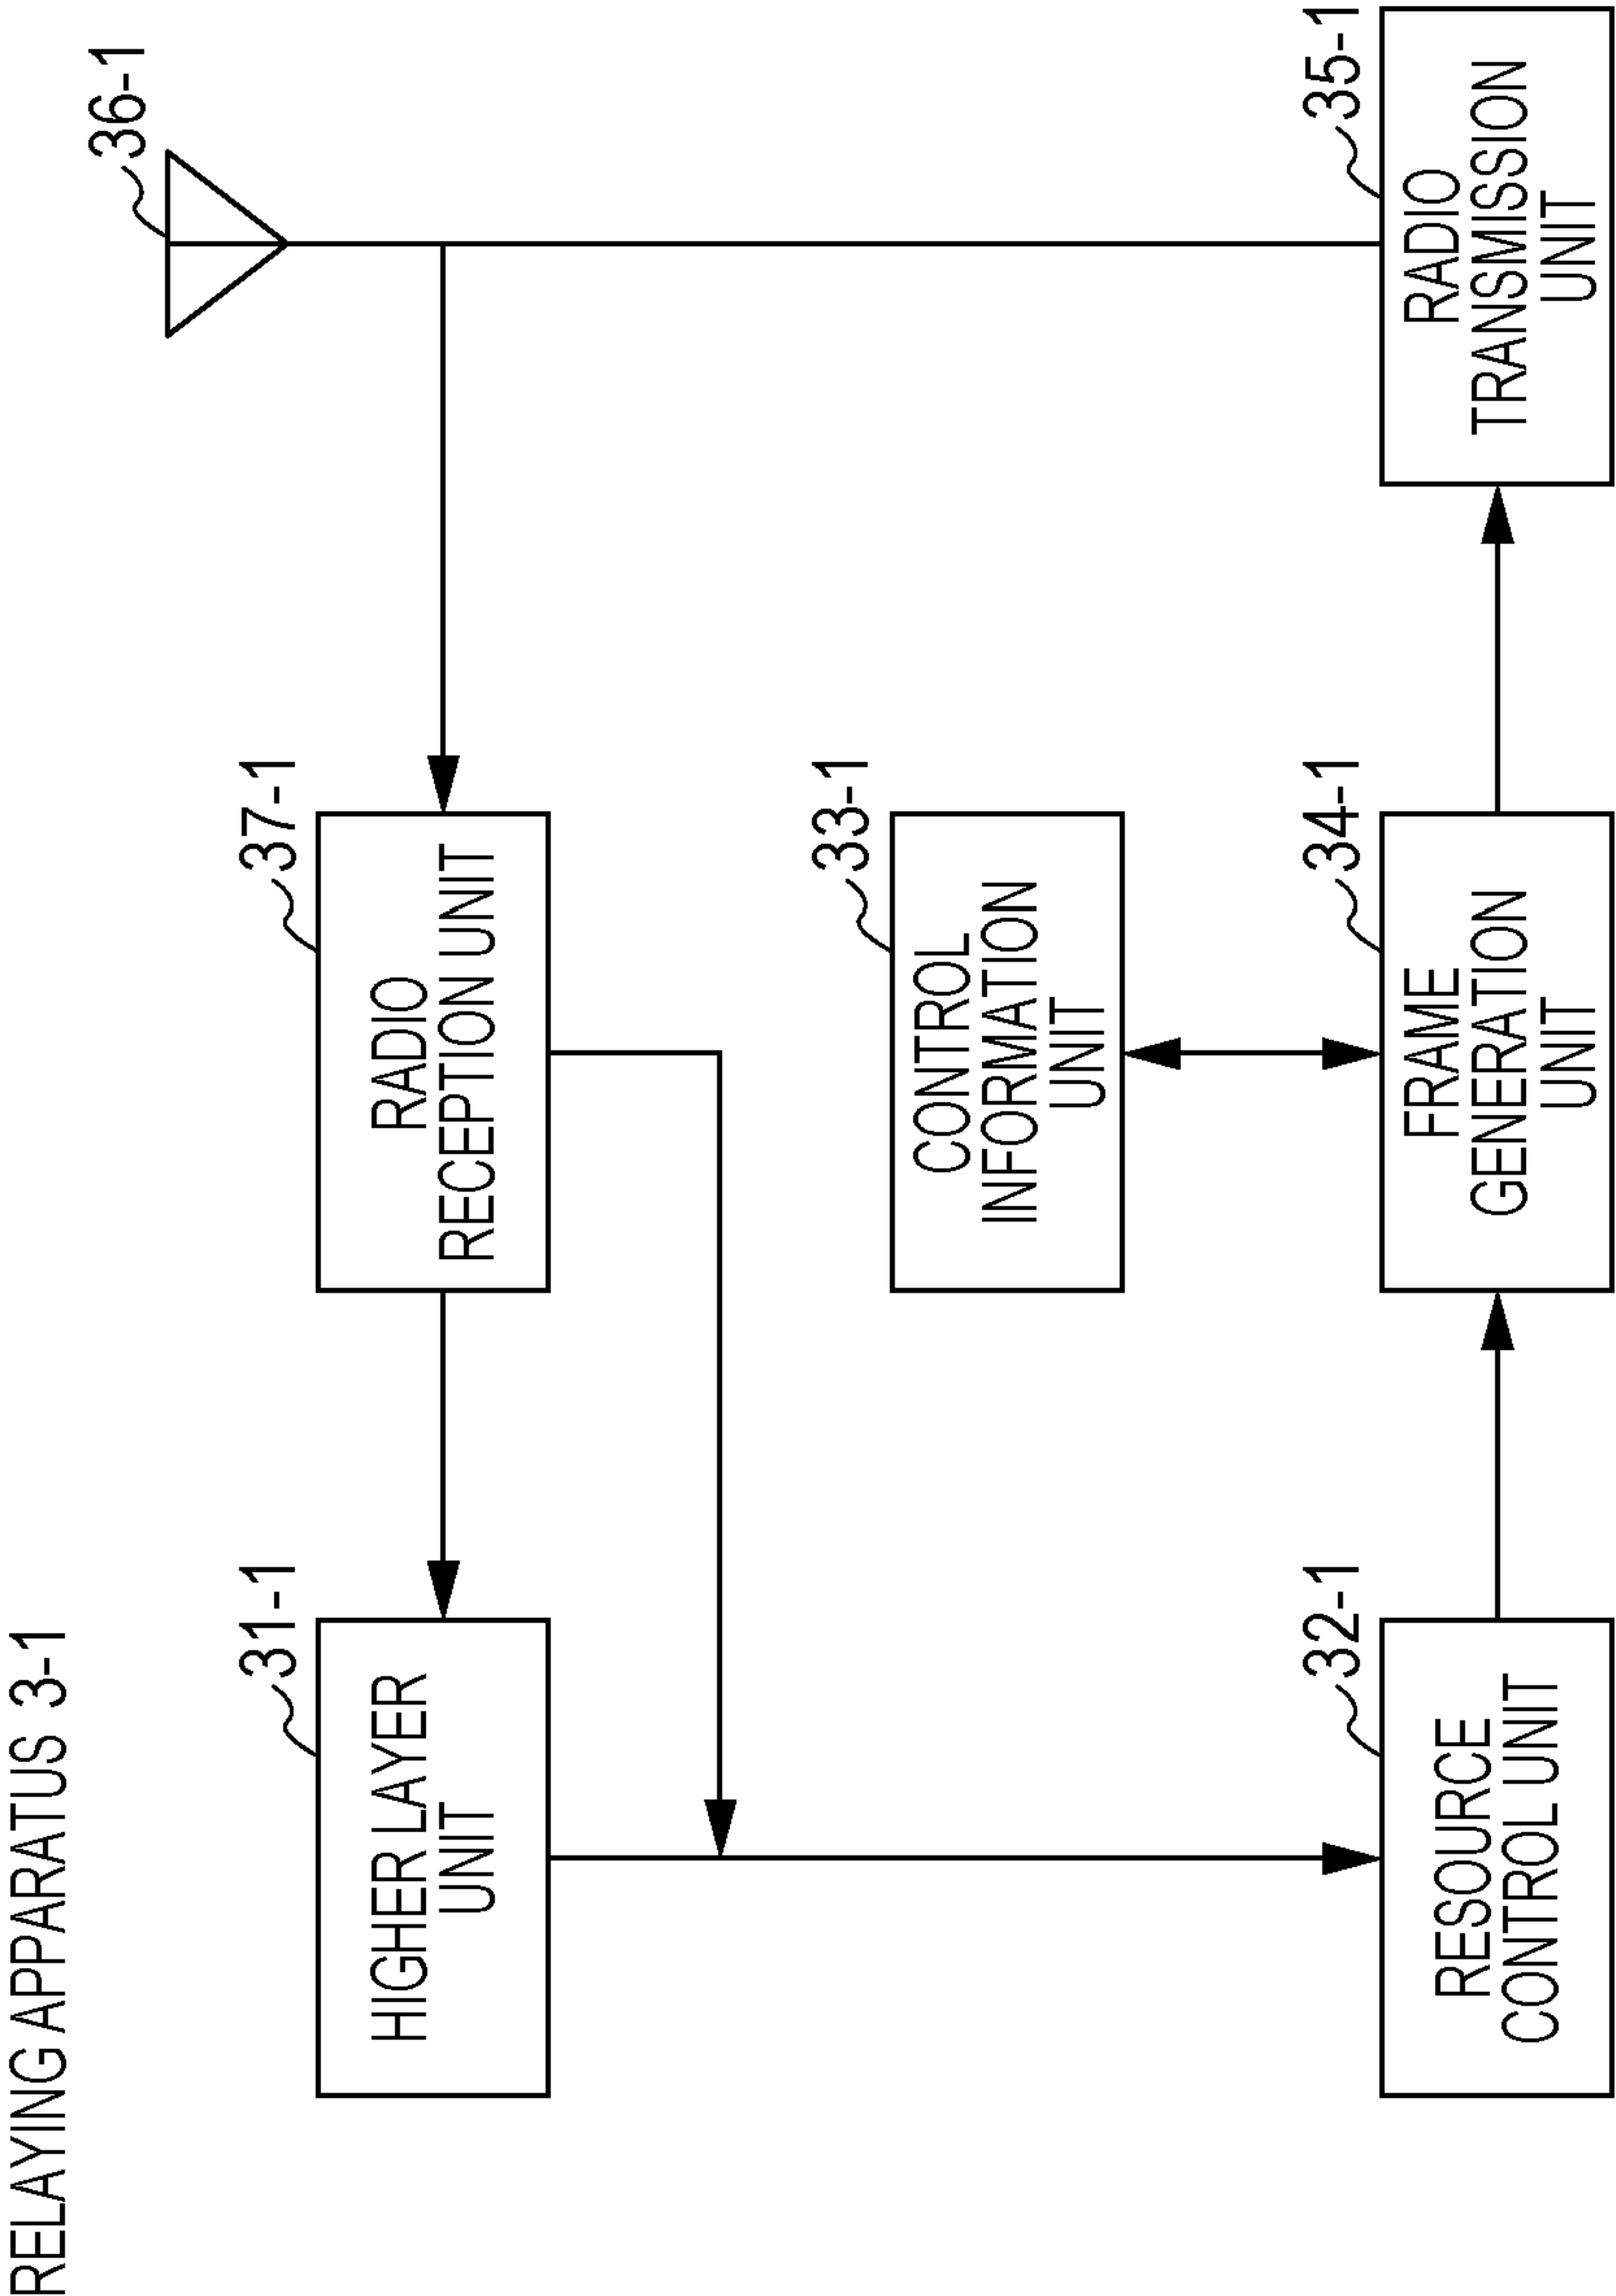 RELAYING APPARATUS 3-1
36-1
31-1
HIGHER LAYER
UNIT
37-1
RADIO
RECEPTION UNIT
33-1
CONTROL
INFORMATION
UNIT
32-1
RESOURCE
CONTROL UNIT
34-1
FRAME
GENERATION
UNIT
35-1
RADIO
TRANSMISSION
UNIT